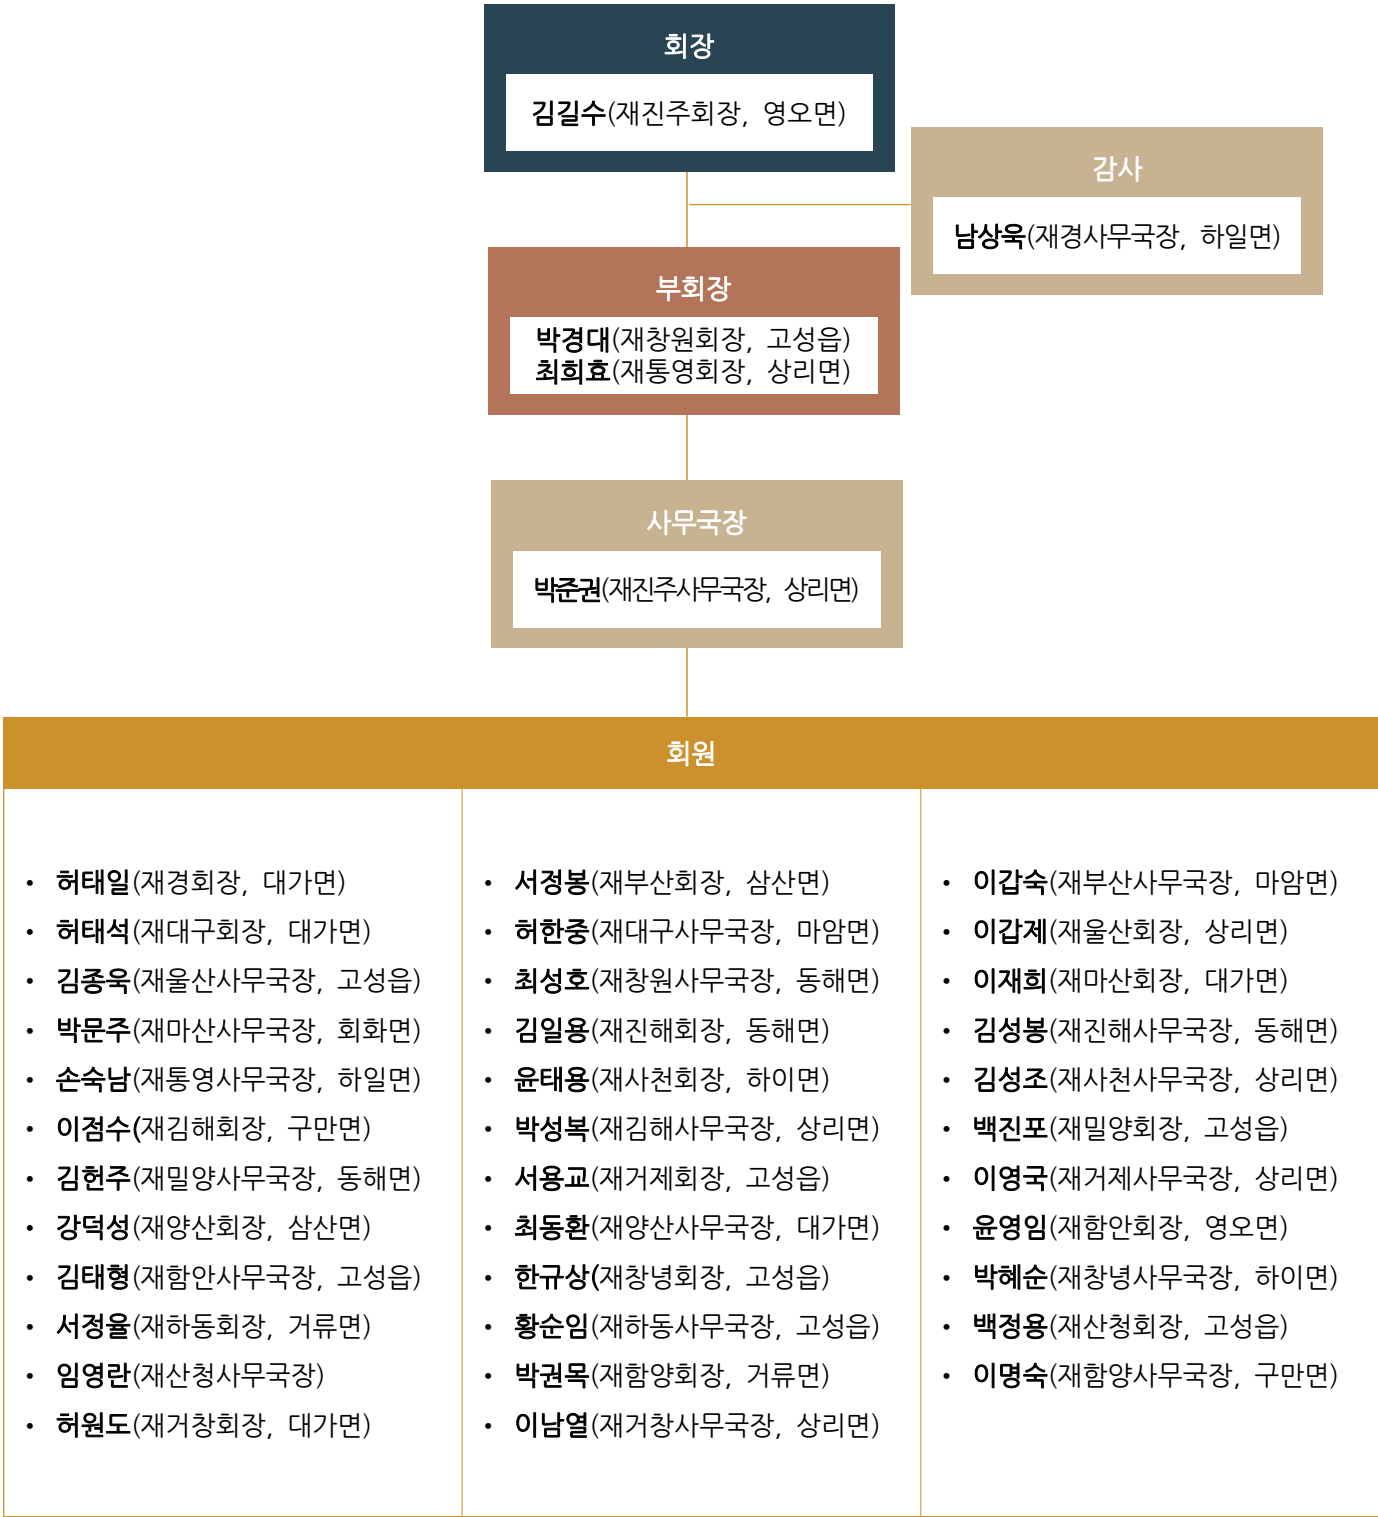 회장
김길수(재진주회장, 영오면)
감사
남상욱(재경사무국장, 하일면)
부회장
박경대(재창원회장, 고성읍)
최희효(재통영회장, 상리면)
사무국장
박준권(재진주사무국장, 상리면)
회원
• 허태일(재경회장, 대가면)
• 허태석(재대구회장, 대가면)
• 김종욱(재울산사무국장, 고성읍)
• 박문주(재마산사무국장, 회화면)
• 손숙남(재통영사무국장, 하일면)
• 이점수(재김해회장, 구만면)
• 김헌주(재밀양사무국장, 동해면)
• 강덕성(재양산회장, 삼산면)
• 김태형(재함안사무국장, 고성읍)
• 서정율(재하동회장, 거류면)
• 임영란(재산청사무국장)
• 허원도(재거창회장, 대가면)
• 서정봉(재부산회장, 삼산면)
• 허한중(재대구사무국장, 마암면)
• 최성호(재창원사무국장, 동해면)
• 김일용(재진해회장, 동해면)
• 윤태용(재사천회장, 하이면)
• 박성복(재김해사무국장, 상리면)
• 서용교(재거제회장, 고성읍)
• 최동환(재양산사무국장, 대가면)
• 한규상(재창녕회장, 고성읍)
• 황순임(재하동사무국장, 고성읍)
• 박권목(재함양회장, 거류면)
• 이남열(재거창사무국장, 상리면)
• 이갑숙(재부산사무국장, 마암면)
• 이갑제(재울산회장, 상리면)
• 이재희(재마산회장, 대가면)
• 김성봉(재진해사무국장, 동해면)
• 김성조(재사천사무국장, 상리면)
• 백진포(재밀양회장, 고성읍)
• 이영국(재거제사무국장, 상리면)
• 윤영임(재함안회장, 영오면)
• 박혜순(재창녕사무국장, 하이면)
• 백정용(재산청회장, 고성읍)
• 이명숙(재함양사무국장, 구만면)